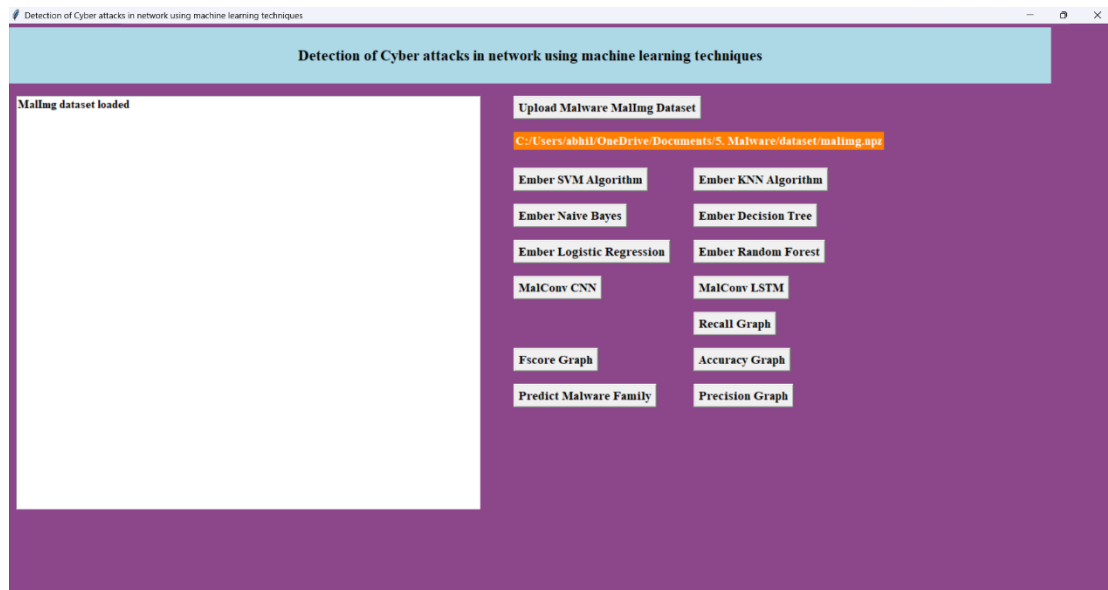 Detection of Cyber attacks in network using machine learning techniques
Detection of Cyber attacks in network using machine learning techniques
MalImg dataset loaded
Upload Malware MalImg Dataset
C:/Users/abhil/OneDrive/Documents/5. Malware/dataset/malimg.npz
Ember SVM Algorithm
Ember KNN Algorithm
Ember Naive Bayes
Ember Decision Tree
Ember Logistic Regression
Ember Random Forest
MalConv CNN
MalConv LSTM
Recall Graph
Fscore Graph
Accuracy Graph
Predict Malware Family
Precision Graph